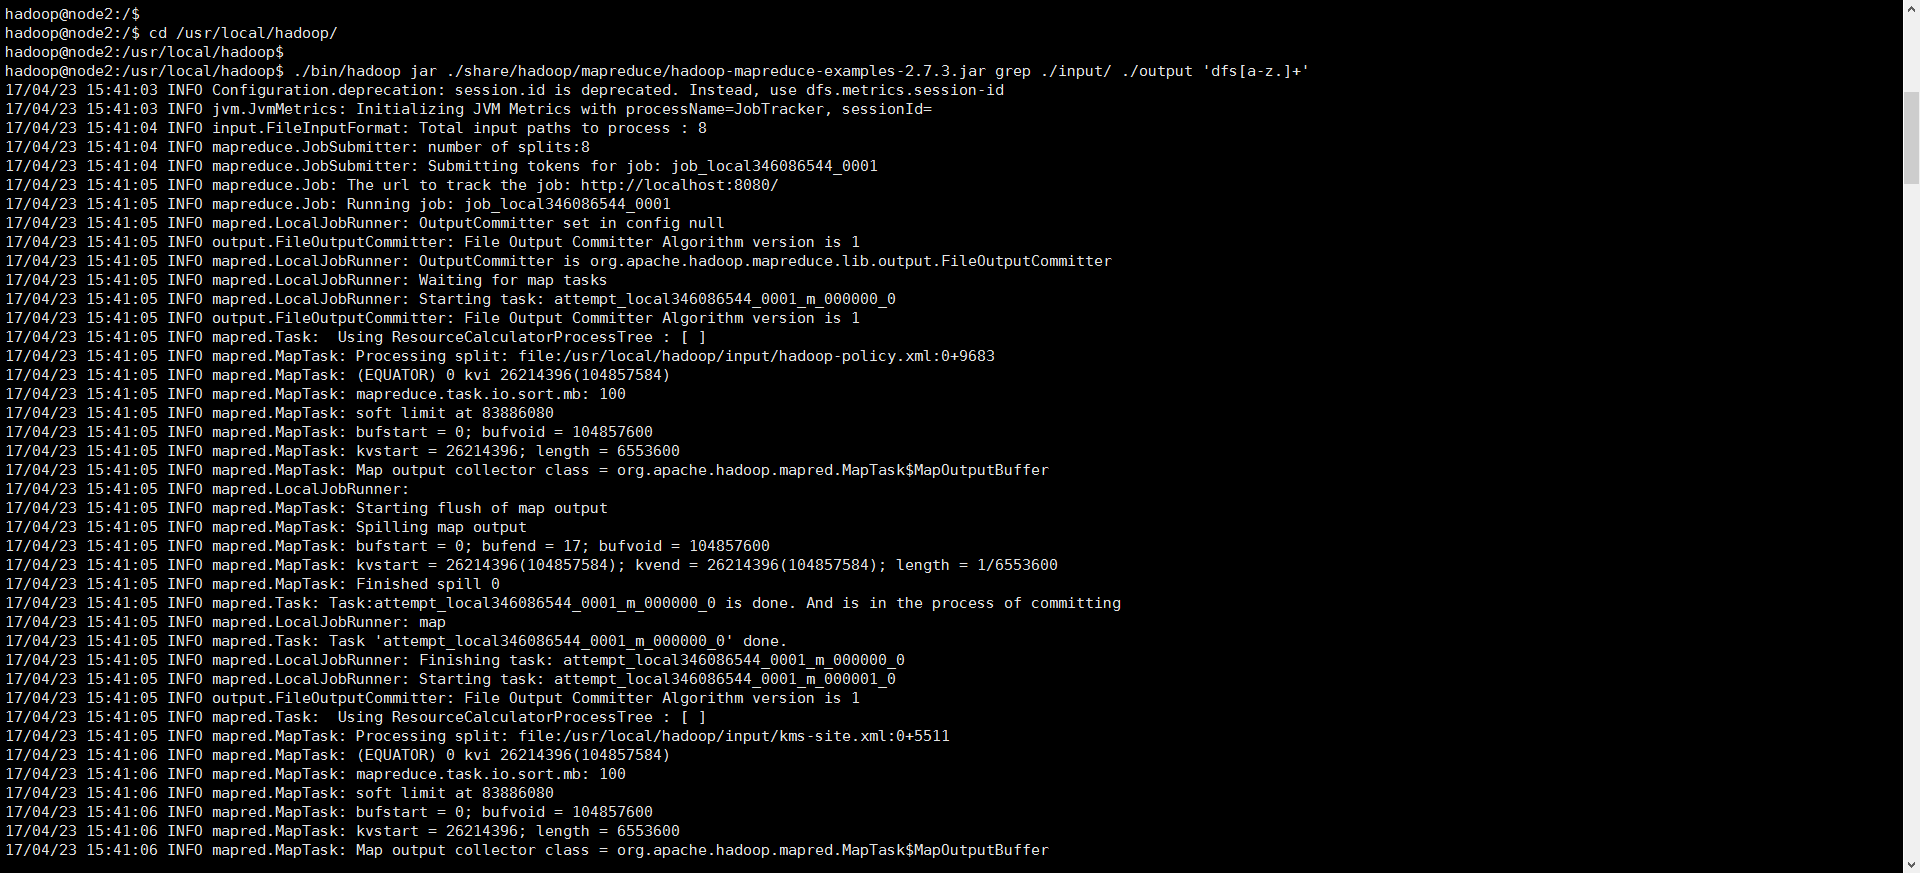 hadoop@node2:/$
hadoop@node2:/$ cd /usr/local/hadoop/
hadoop@node2:/usr/local/hadoop$
hadoop@node2:/usr/local/hadoop$ ./bin/hadoop jar ./share/hadoop/mapreduce/hadoop-mapreduce-examples-2.7.3.jar grep ./input/ ./output 'dfs[a-z.]+'
17/04/23 15:41:03 INFO Configuration.deprecation: session.id is deprecated. Instead, use dfs.metrics.session-id
17/04/23 15:41:03 INFO jvm.JvmMetrics: Initializing JVM Metrics with processName=JobTracker, sessionId=
17/04/23 15:41:04 INFO input.FileInputFormat: Total input paths to process : 8
17/04/23 15:41:04 INFO mapreduce.JobSubmitter: number of splits:8
17/04/23 15:41:04 INFO mapreduce.JobSubmitter: Submitting tokens for job: job_local346086544_0001
17/04/23 15:41:05 INFO mapreduce.Job: The url to track the job: http://localhost:8080/
17/04/23 15:41:05 INFO mapreduce.Job: Running job: job_local346086544_0001
17/04/23 15:41:05 INFO mapred.LocalJobRunner: OutputCommitter set in config null
17/04/23 15:41:05 INFO output.FileOutputCommitter: File Output Committer Algorithm version is 1
17/04/23 15:41:05 INFO mapred.LocalJobRunner: OutputCommitter is org.apache.hadoop.mapreduce.lib.output.FileOutputCommitter
17/04/23 15:41:05 INFO mapred.LocalJobRunner: Waiting for map tasks
17/04/23 15:41:05 INFO mapred.LocalJobRunner: Starting task: attempt_local346086544_0001_m_000000_0
17/04/23 15:41:05 INFO output.FileOutputCommitter: File Output Committer Algorithm version is 1
17/04/23 15:41:05 INFO mapred.Task:  Using ResourceCalculatorProcessTree : [ ]
17/04/23 15:41:05 INFO mapred.MapTask: Processing split: file:/usr/local/hadoop/input/hadoop-policy.xml:0+9683
17/04/23 15:41:05 INFO mapred.MapTask: (EQUATOR) 0 kvi 26214396(104857584)
17/04/23 15:41:05 INFO mapred.MapTask: mapreduce.task.io.sort.mb: 100
17/04/23 15:41:05 INFO mapred.MapTask: soft limit at 83886080
17/04/23 15:41:05 INFO mapred.MapTask: bufstart = 0; bufvoid = 104857600
17/04/23 15:41:05 INFO mapred.MapTask: kvstart = 26214396; length = 6553600
17/04/23 15:41:05 INFO mapred.MapTask: Map output collector class = org.apache.hadoop.mapred.MapTask$MapOutputBuffer
17/04/23 15:41:05 INFO mapred.LocalJobRunner:
17/04/23 15:41:05 INFO mapred.MapTask: Starting flush of map output
17/04/23 15:41:05 INFO mapred.MapTask: Spilling map output
17/04/23 15:41:05 INFO mapred.MapTask: bufstart = 0; bufend = 17; bufvoid = 104857600
17/04/23 15:41:05 INFO mapred.MapTask: kvstart = 26214396(104857584); kvend = 26214396(104857584); length = 1/6553600
17/04/23 15:41:05 INFO mapred.MapTask: Finished spill 0
17/04/23 15:41:05 INFO mapred.Task: Task:attempt_local346086544_0001_m_000000_0 is done. And is in the process of committing
17/04/23 15:41:05 INFO mapred.LocalJobRunner: map
17/04/23 15:41:05 INFO mapred.Task: Task 'attempt_local346086544_0001_m_000000_0' done.
17/04/23 15:41:05 INFO mapred.LocalJobRunner: Finishing task: attempt_local346086544_0001_m_000000_0
17/04/23 15:41:05 INFO mapred.LocalJobRunner: Starting task: attempt_local346086544_0001_m_000001_0
17/04/23 15:41:05 INFO output.FileOutputCommitter: File Output Committer Algorithm version is 1
17/04/23 15:41:05 INFO mapred.Task:  Using ResourceCalculatorProcessTree : [ ]
17/04/23 15:41:05 INFO mapred.MapTask: Processing split: file:/usr/local/hadoop/input/kms-site.xml:0+5511
17/04/23 15:41:06 INFO mapred.MapTask: (EQUATOR) 0 kvi 26214396(104857584)
17/04/23 15:41:06 INFO mapred.MapTask: mapreduce.task.io.sort.mb: 100
17/04/23 15:41:06 INFO mapred.MapTask: soft limit at 83886080
17/04/23 15:41:06 INFO mapred.MapTask: bufstart = 0; bufvoid = 104857600
17/04/23 15:41:06 INFO mapred.MapTask: kvstart = 26214396; length = 6553600
17/04/23 15:41:06 INFO mapred.MapTask: Map output collector class = org.apache.hadoop.mapred.MapTask$MapOutputBuffer